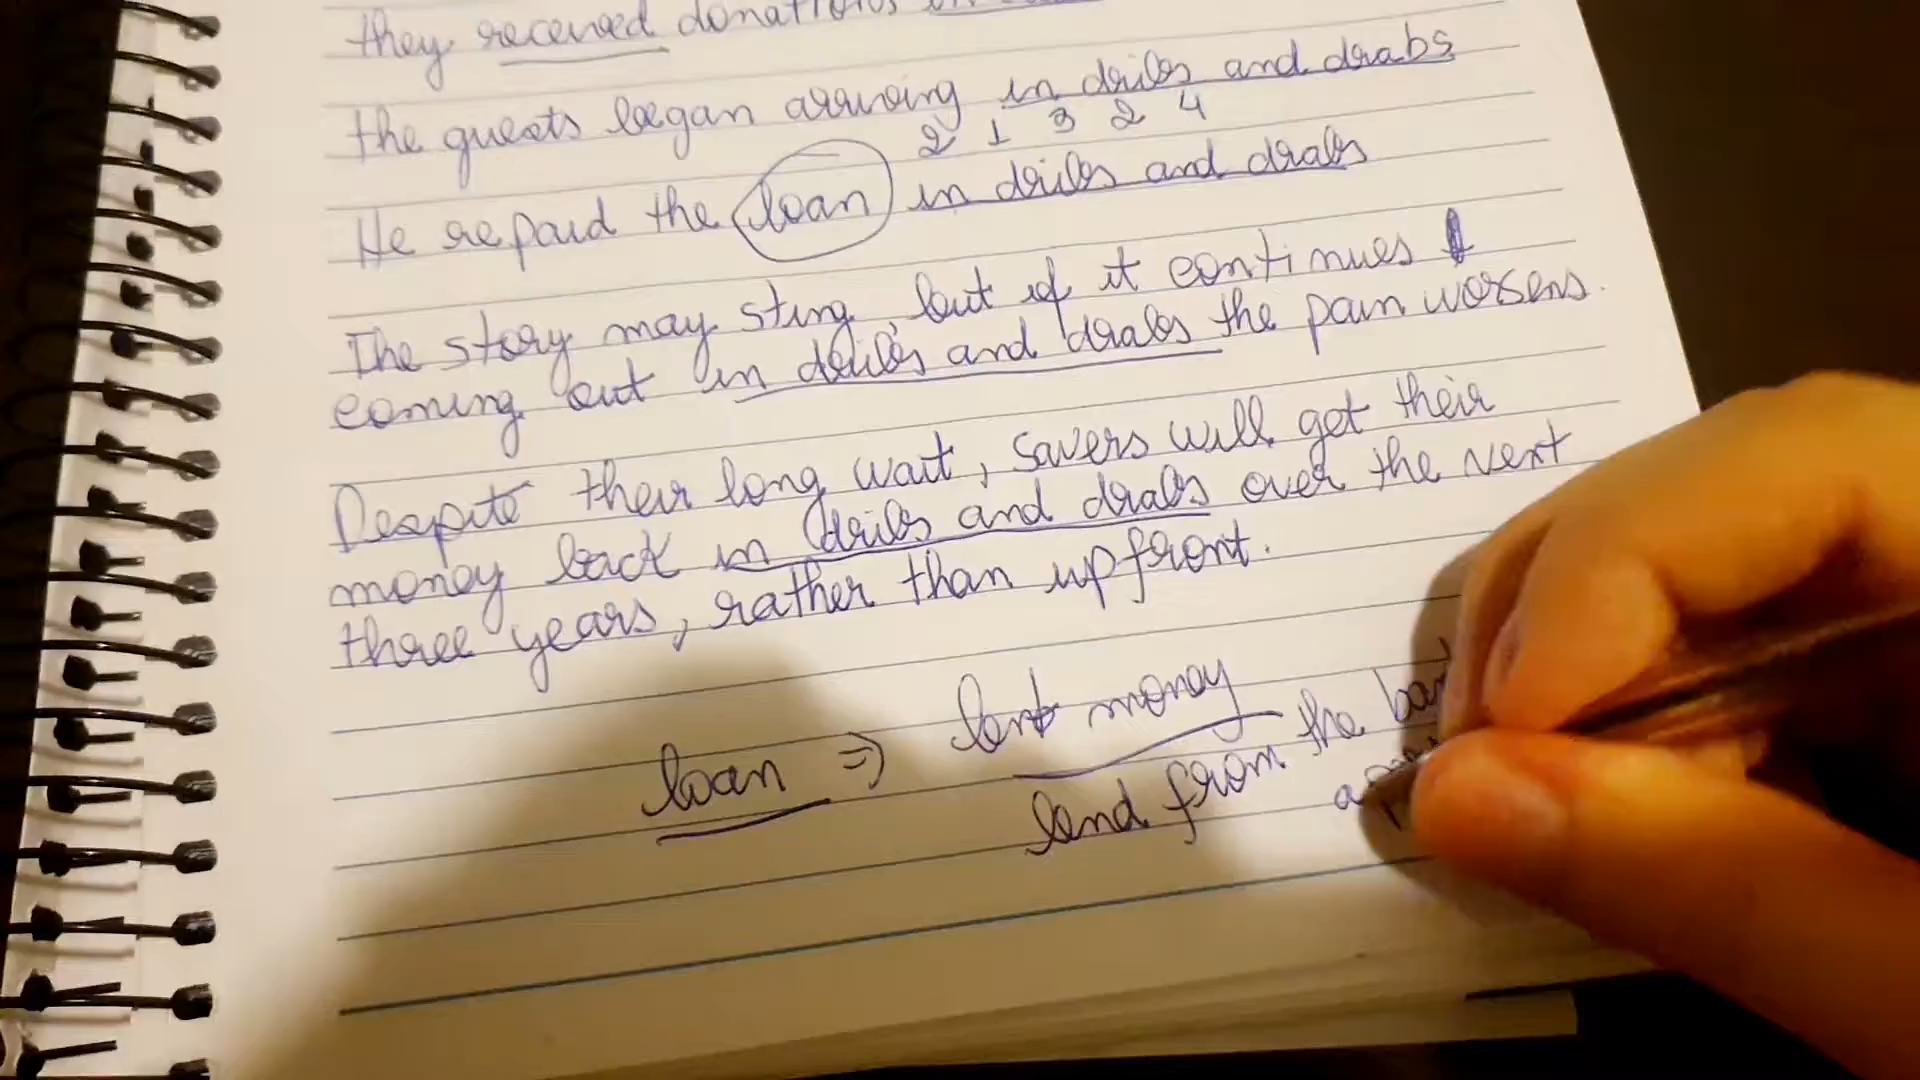 they received donations in
the guests began arriving in dribs and drabs
2 1 3 2 4
He repaid the loan in dribs and drabs
The story may sting, but if it continues
coming out in dribs and drabs the pain worsens.
Despite their long wait, savers will get their
money back in dribs and drabs over the next
three years, rather than upfront.
loan => lent money
lend from the